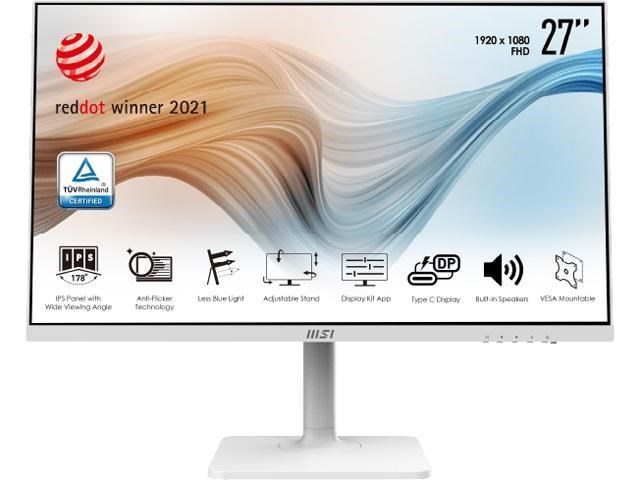 1920 x 1080
FHD
27"
reddot winner 2021
TÜVRheinland
CERTIFIED
IPS
178°
DP
IPS Panel with
Wide Viewing Angle
Anti-Flicker
Technology
Less Blue Light
Adjustable Stand
Display Kit App
Type C Display
Built-in Speakers
VESA Mountable
msi